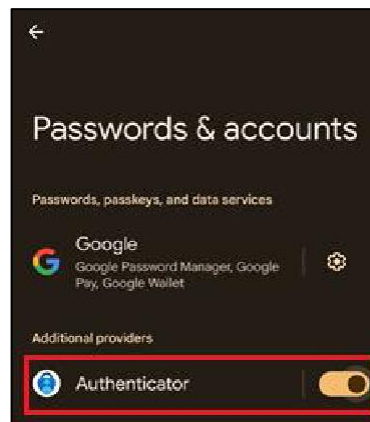 Passwords & accounts
Passwords, passkeys, and data services
Google
Google Password Manager, Google
Pay, Google Wallet
Additional providers
Authenticator